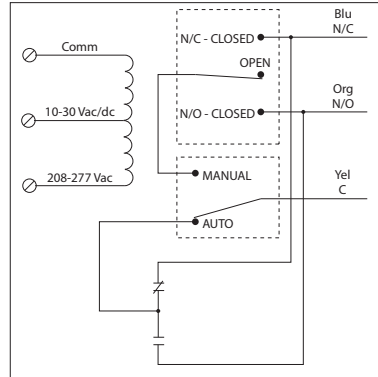 Comm
10-30 Vac/dc
208-277 Vac
N/C - CLOSED
OPEN
N/O - CLOSED
MANUAL
AUTO
Blu
N/C
Org
N/O
Yel
C